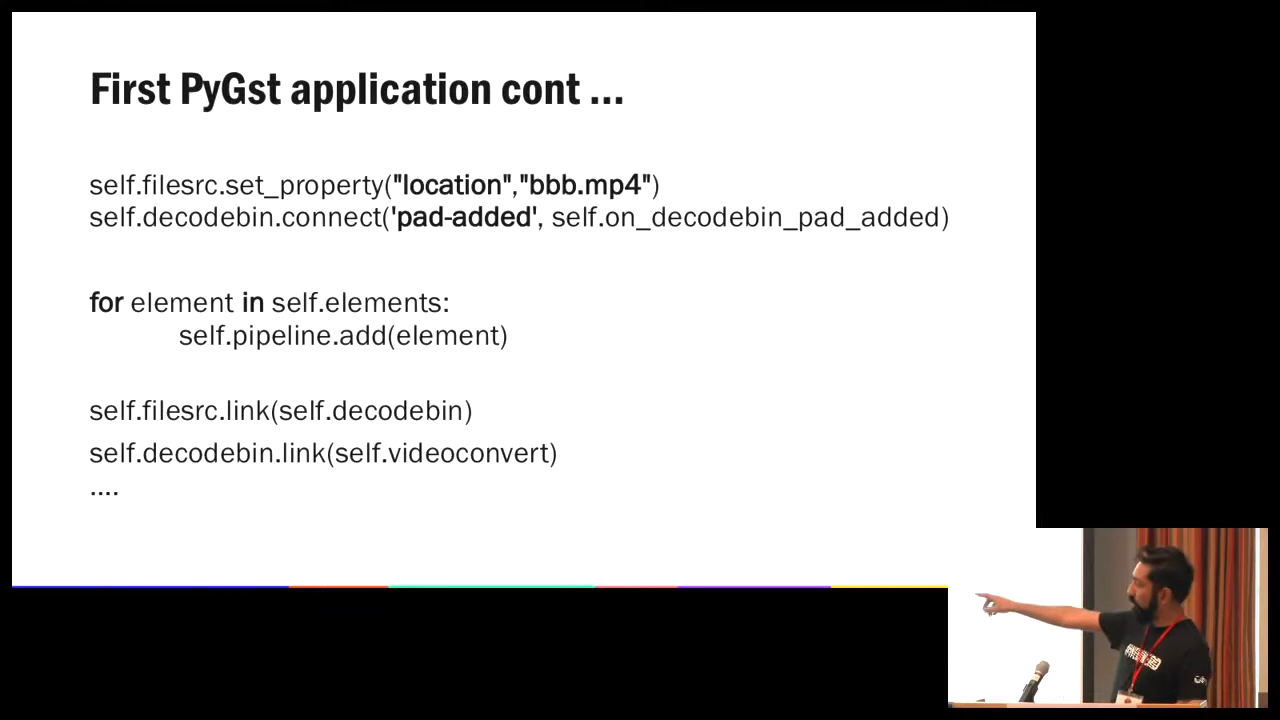 First PyGst application cont ...
self.filesrc.set_property("location","bbb.mp4")
self.decodebin.connect('pad-added', self.on_decodebin_pad_added)
for element in self.elements:
self.pipeline.add(element)
self.filesrc.link(self.decodebin)
self.decodebin.link(self.videoconvert)
....